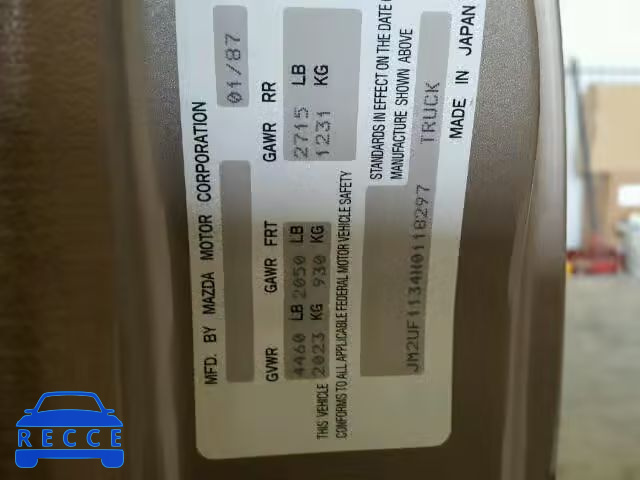 MFD. BY MAZDA MOTOR CORPORATION 01/87
GVWR GAWR FRT GAWR RR
4460 LB 2050 LB 2715 LB
2023 KG 930 KG 1231 KG
THIS VEHICLE CONFORMS TO ALL APPLICABLE FEDERAL MOTOR VEHICLE SAFETY
STANDARDS IN EFFECT ON THE DATE
MANUFACTURE SHOWN ABOVE
JM2UF1134H0118297 TRUCK
MADE IN JAPAN
RECCE